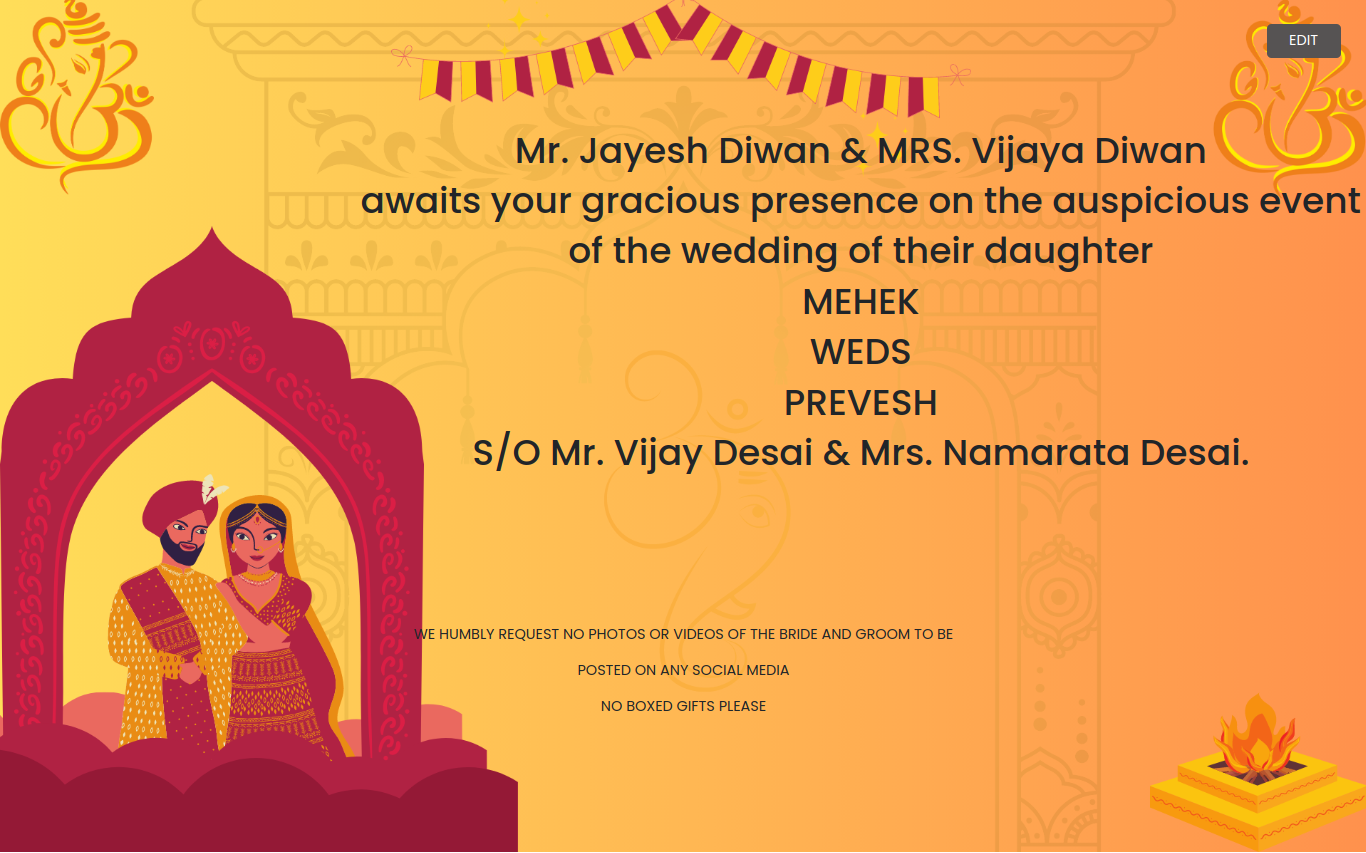 EDIT
Mr. Jayesh Diwan & MRS. Vijaya Diwan
awaits your gracious presence on the auspicious event
of the wedding of their daughter
MEHEK
WEDS
PREVESH
S/O Mr. Vijay Desai & Mrs. Namarata Desai.
WE HUMBLY REQUEST NO PHOTOS OR VIDEOS OF THE BRIDE AND GROOM TO BE
POSTED ON ANY SOCIAL MEDIA
NO BOXED GIFTS PLEASE